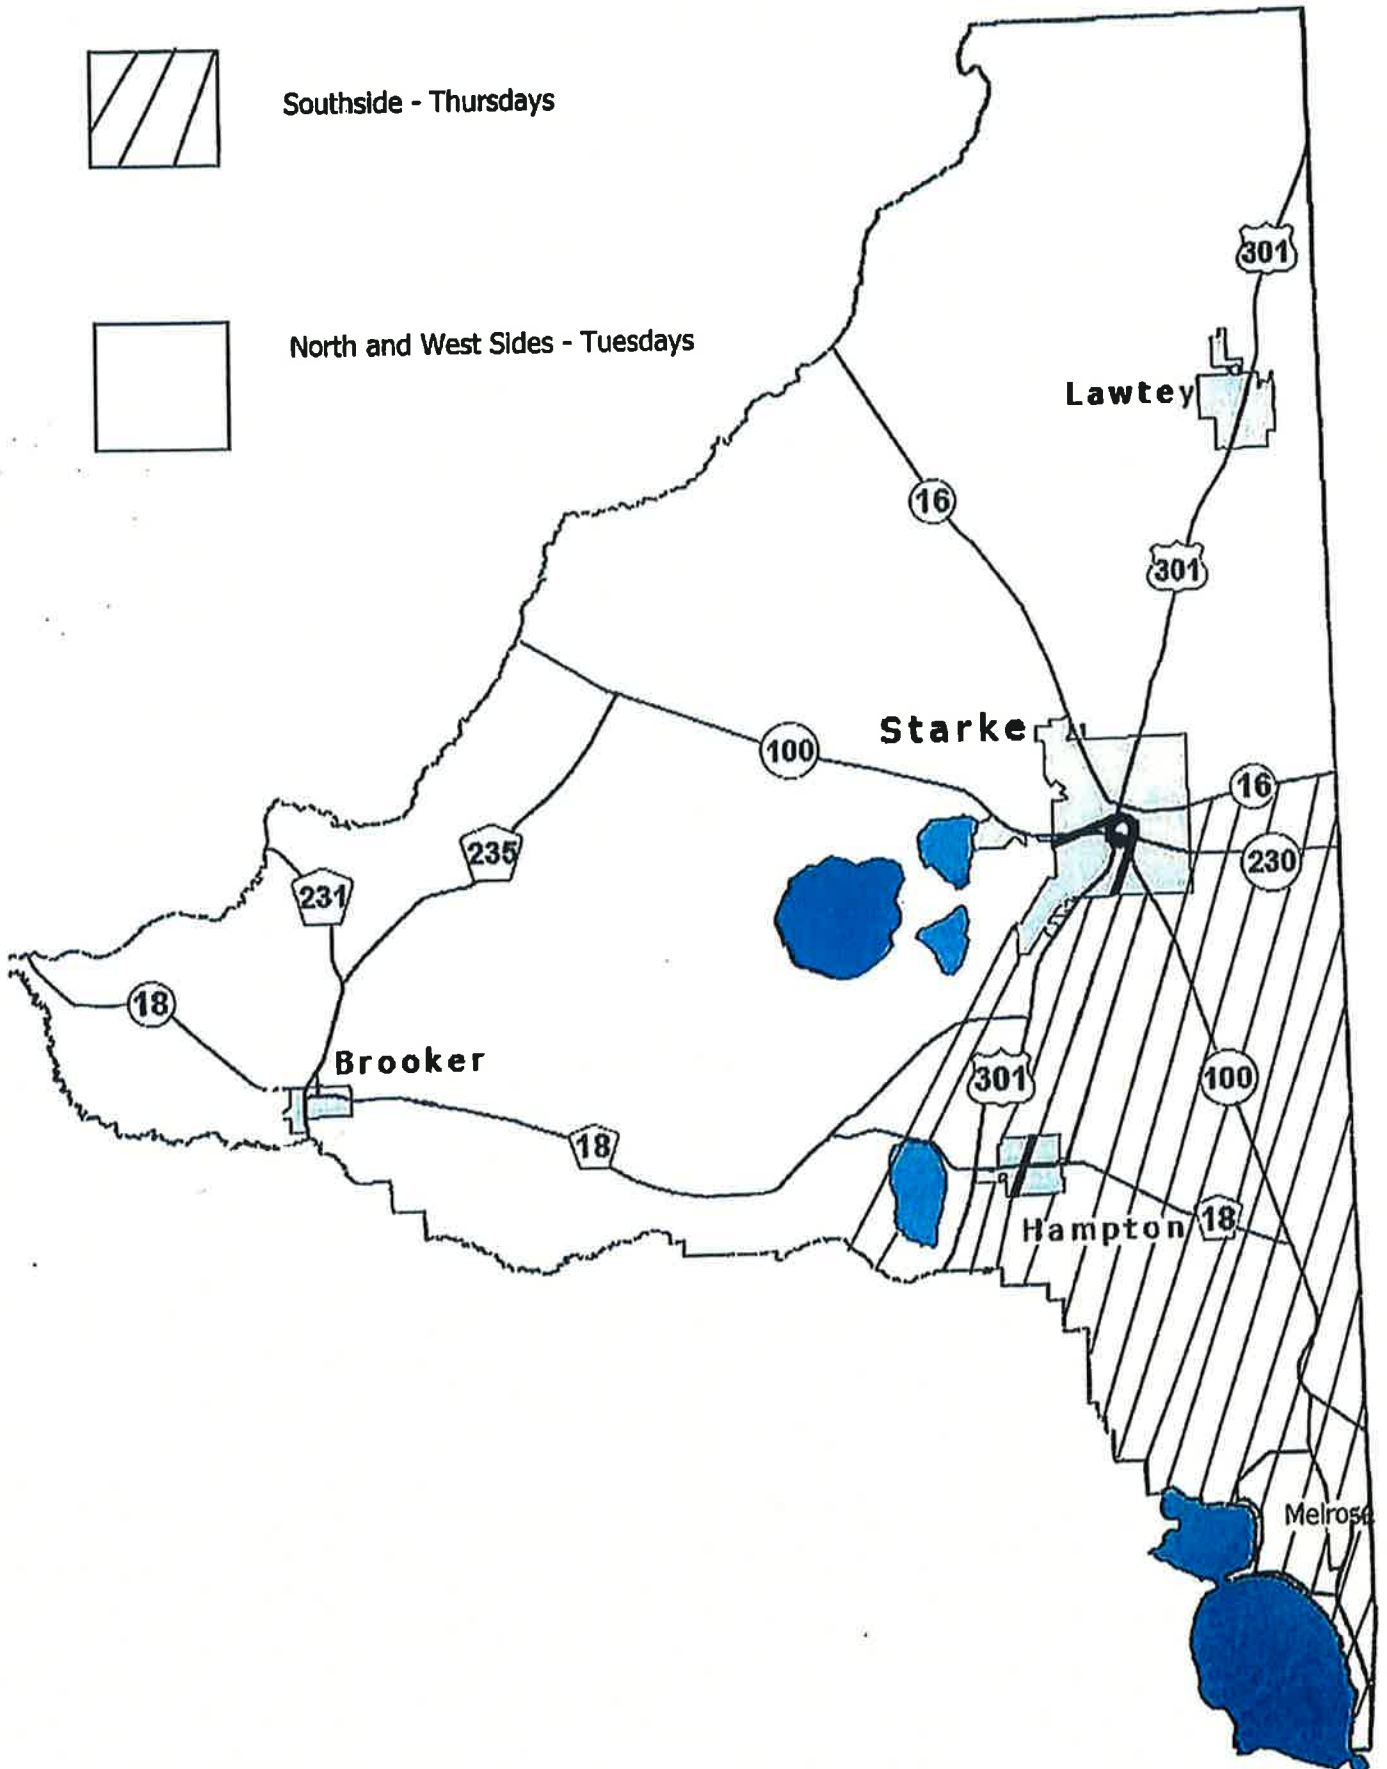 Southside - Thursdays
301
North and West Sides - Tuesdays
Lawtey
16
301
Starke
100
16
235
230
231
18
Brooker
301
100
18
Hampton
18
Melrose